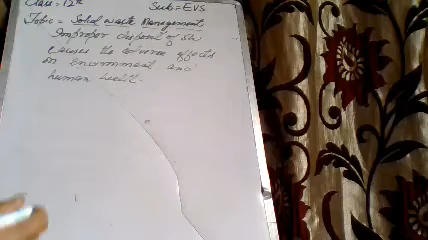 Class = 12th Sub = EVS
Topic = Solid waste Management
Improper disposal of SW
causes the adverse effects
on environment and
human health.